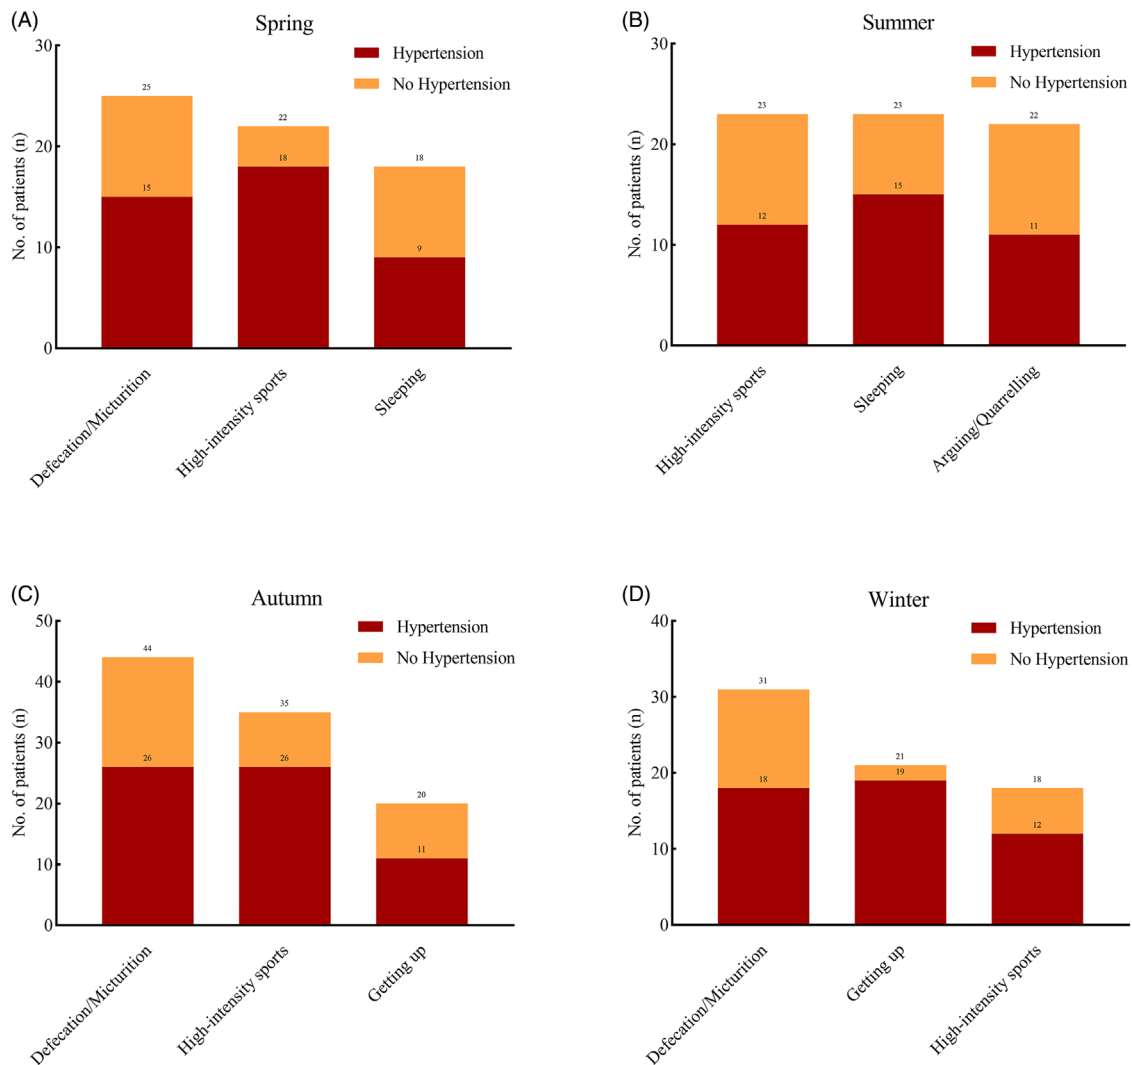 (A)
Spring
Hypertension
No Hypertension
No. of patients (n)
30
20
10
0
25
15
22
18
18
9
Defecation/Micturition
High-intensity sports
Sleeping
(B)
Summer
Hypertension
No Hypertension
No. of patients (n)
30
20
10
0
23
12
23
15
22
11
High-intensity sports
Sleeping
Arguing/Quarrelling
(C)
Autumn
Hypertension
No Hypertension
No. of patients (n)
50
40
30
20
10
0
44
26
35
26
20
11
Defecation/Micturition
High-intensity sports
Getting up
(D)
Winter
Hypertension
No Hypertension
No. of patients (n)
40
30
20
10
0
31
18
21
19
18
12
Defecation/Micturition
Getting up
High-intensity sports